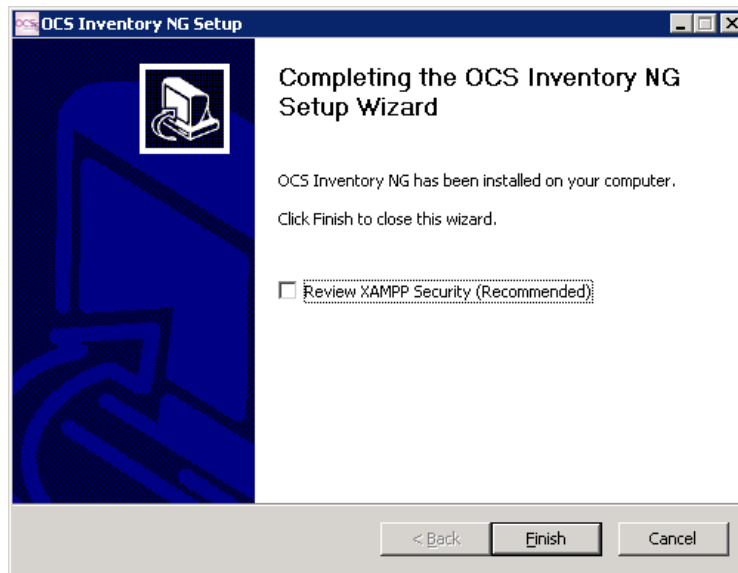 OCS Inventory NG Setup
Completing the OCS Inventory NG
Setup Wizard
OCS Inventory NG has been installed on your computer.
Click Finish to close this wizard.
Review XAMPP Security (Recommended)
< Back
Finish
Cancel